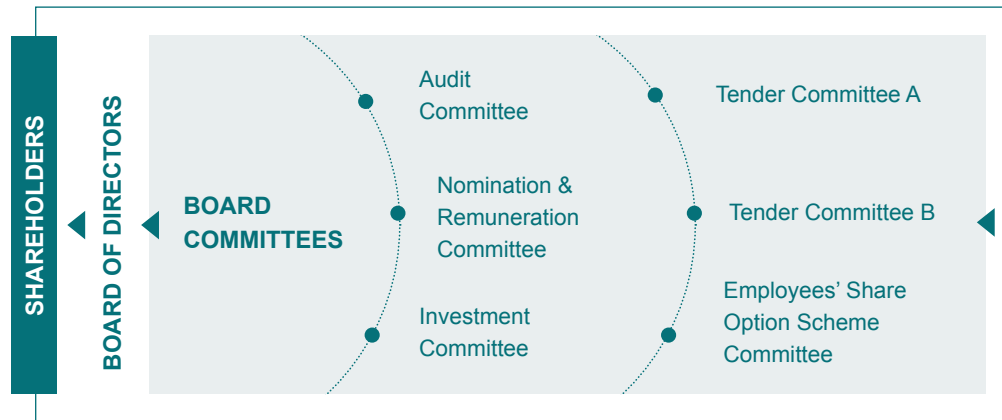 SHAREHOLDERS
BOARD OF DIRECTORS
BOARD
COMMITTEES
Audit
Committee
Nomination &
Remuneration
Committee
Investment
Committee
Tender Committee A
Tender Committee B
Employees’ Share
Option Scheme
Committee